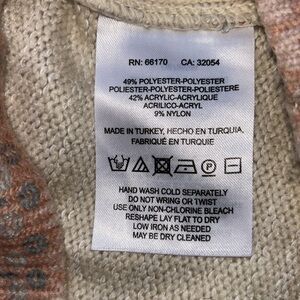 RN: 66170 CA: 32054
49% POLYESTER-POLYESTER
POLIESTER-POLYESTER-POLIESTERE
42% ACRYLIC-ACRYLIQUE
ACRILICO-ACRYL
9% NYLON
MADE IN TURKEY, HECHO EN TURQUIA,
FABRIQUÉ EN TURQUIE
HAND WASH COLD SEPARATELY
DO NOT WRING OR TWIST
USE ONLY NON-CHLORINE BLEACH
RESHAPE LAY FLAT TO DRY
LOW IRON AS NEEDED
MAY BE DRY CLEANED